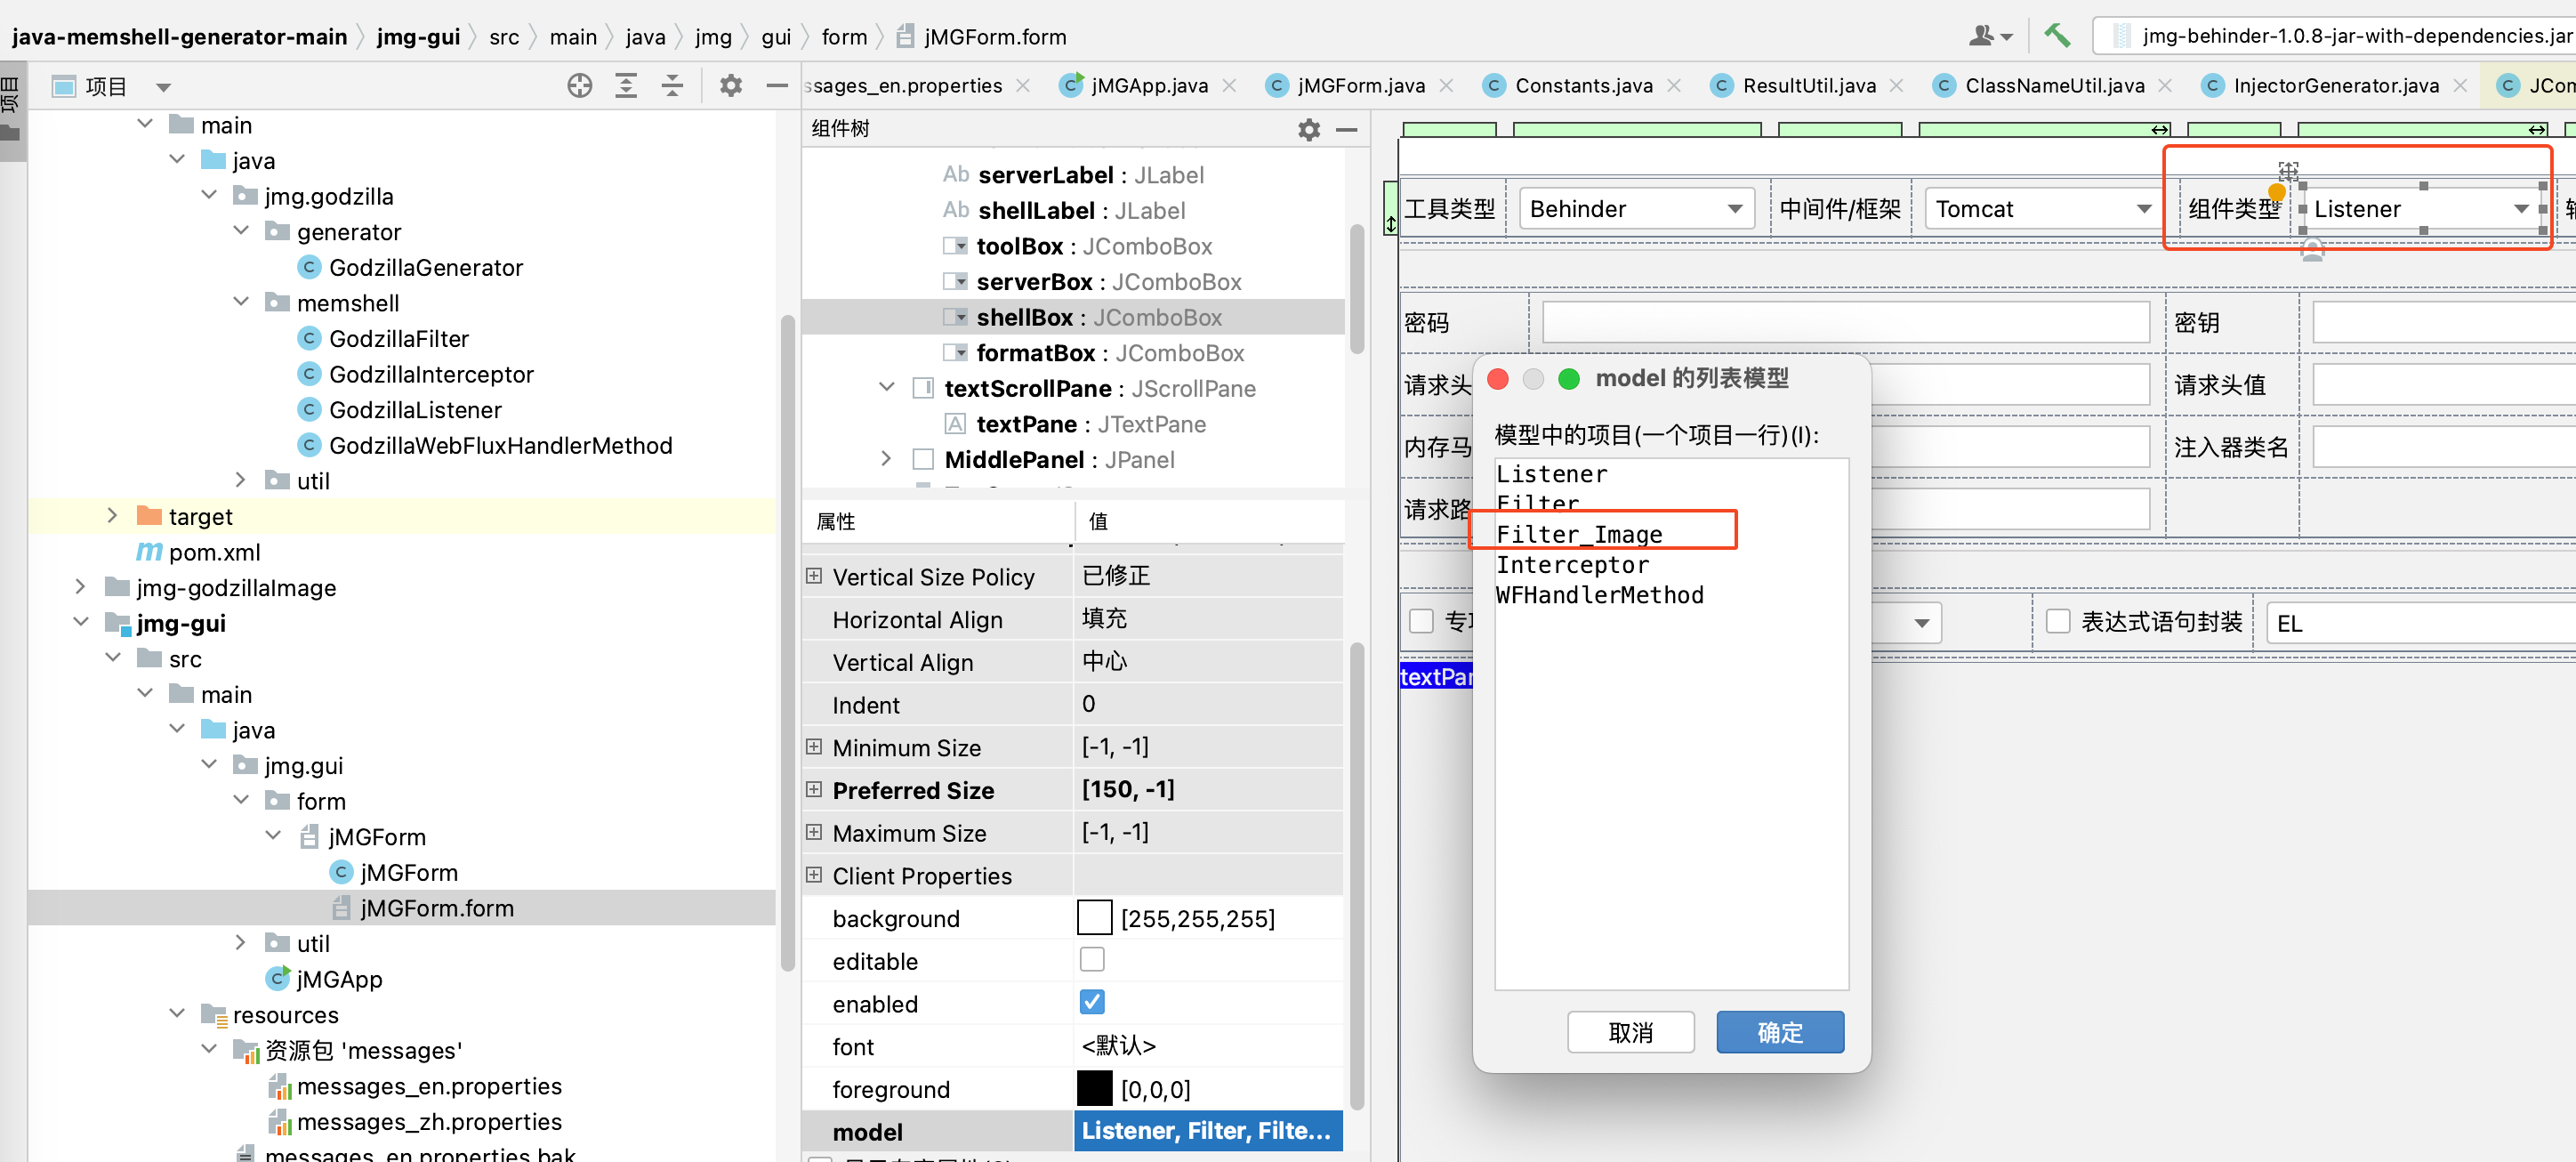 java-memshell-generator-main jmg-gui src main java jmg gui form jMGForm.form
jmg-behinder-1.0.8-jar-with-dependencies.jar
项目
项目
ssages_en.properties jMGApp.java jMGForm.java Constants.java ResultUtil.java ClassNameUtil.java InjectorGenerator.java JCom
main
java
jmg.godzilla
generator
GodzillaGenerator
memshell
GodzillaFilter
GodzillaInterceptor
GodzillaListener
GodzillaWebFluxHandlerMethod
util
target
pom.xml
jmg-godzillaImage
jmg-gui
src
main
java
jmg.gui
form
jMGForm
jMGForm
jMGForm.form
util
jMGApp
resources
资源包 'messages'
messages_en.properties
messages_zh.properties
messages_en.properties.bak
组件树
serverLabel : JLabel
shellLabel : JLabel
toolBox : JComboBox
serverBox : JComboBox
shellBox : JComboBox
formatBox : JComboBox
textScrollPane : JScrollPane
textPane : JTextPane
MiddlePanel : JPanel
属性 值
Vertical Size Policy 已修正
Horizontal Align 填充
Vertical Align 中心
Indent 0
Minimum Size [-1, -1]
Preferred Size [150, -1]
Maximum Size [-1, -1]
Client Properties
background [255,255,255]
editable
enabled
font <默认>
foreground [0,0,0]
model Listener, Filter, Filte...
工具类型 Behinder 中间件/框架 Tomcat 组件类型 Listener
密码 密钥
请求头 请求头值
内存马 注入器类名
请求路
表达式语句封装 EL
textPan
model 的列表模型
模型中的项目(一个项目一行)(I):
Listener
Filter
Filter_Image
Interceptor
WFHandlerMethod
取消 确定